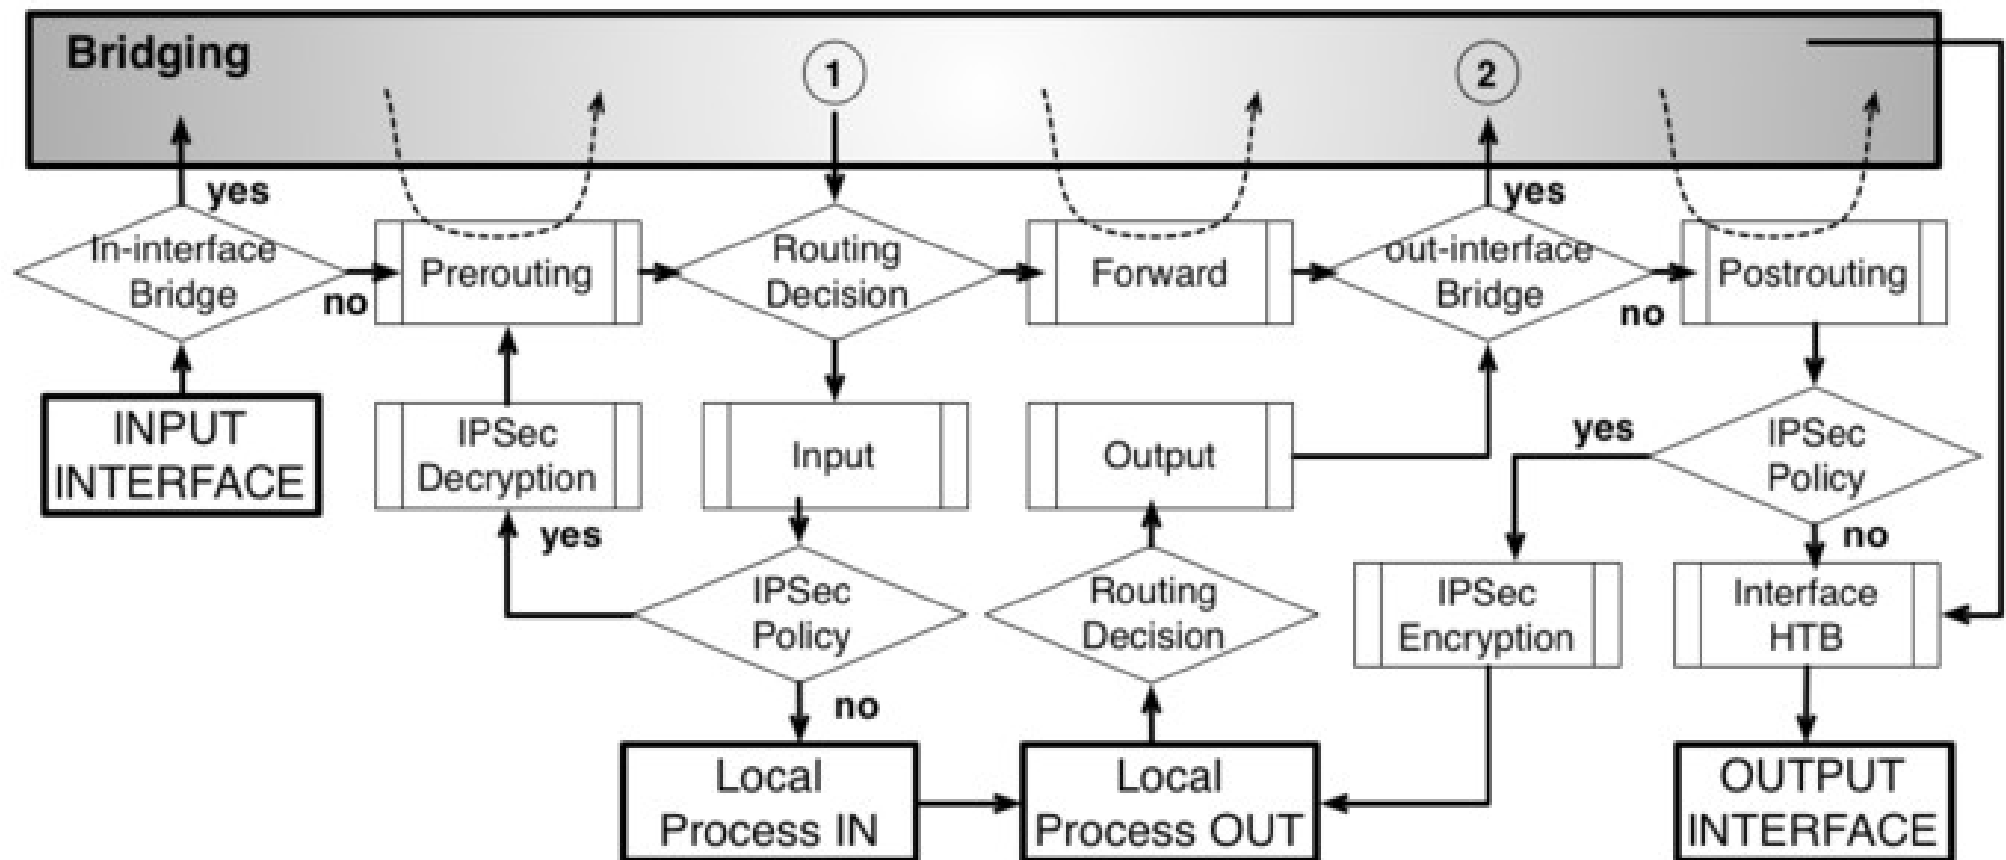 Bridging
1
2
yes
yes
In-interface
Bridge
no
Prerouting
Routing
Decision
Forward
out-interface
Bridge
no
Postrouting
INPUT
INTERFACE
IPSec
Decryption
yes
Input
Output
yes
IPSec
Policy
no
IPSec
Policy
no
Routing
Decision
IPSec
Encryption
Interface
HTB
Local
Process IN
Local
Process OUT
OUTPUT
INTERFACE